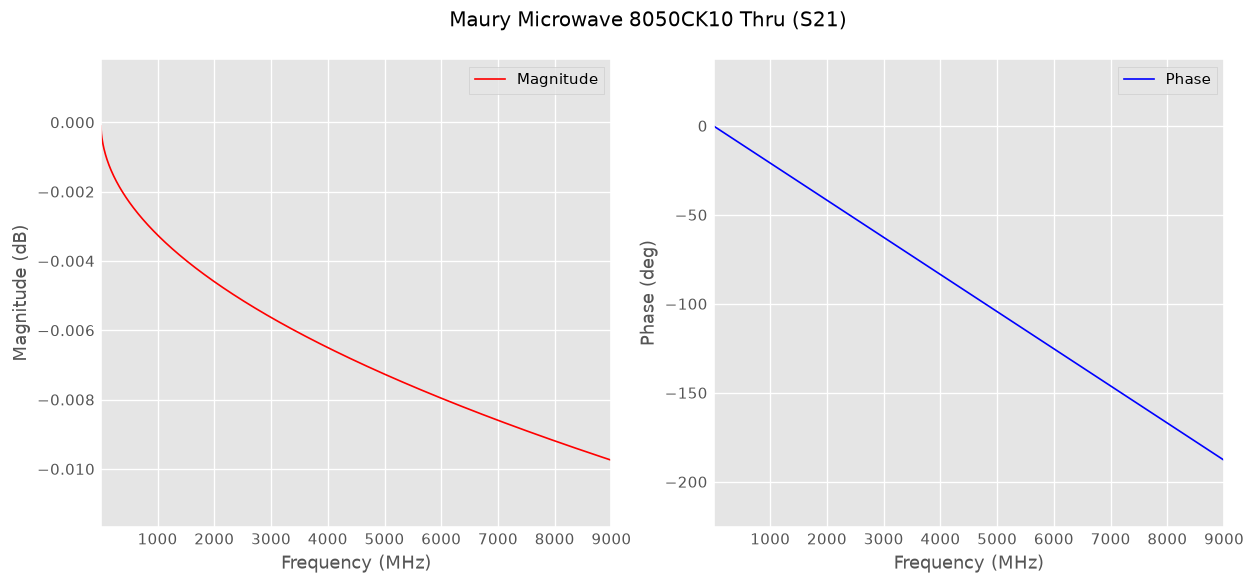 Maury Microwave 8050CK10 Thru (S21)
Magnitude
0.000
−0.002
−0.004
−0.006
−0.008
−0.010
Magnitude (dB)
1000 2000 3000 4000 5000 6000 7000 8000 9000
Frequency (MHz)
Phase
0
−50
−100
−150
−200
Phase (deg)
1000 2000 3000 4000 5000 6000 7000 8000 9000
Frequency (MHz)